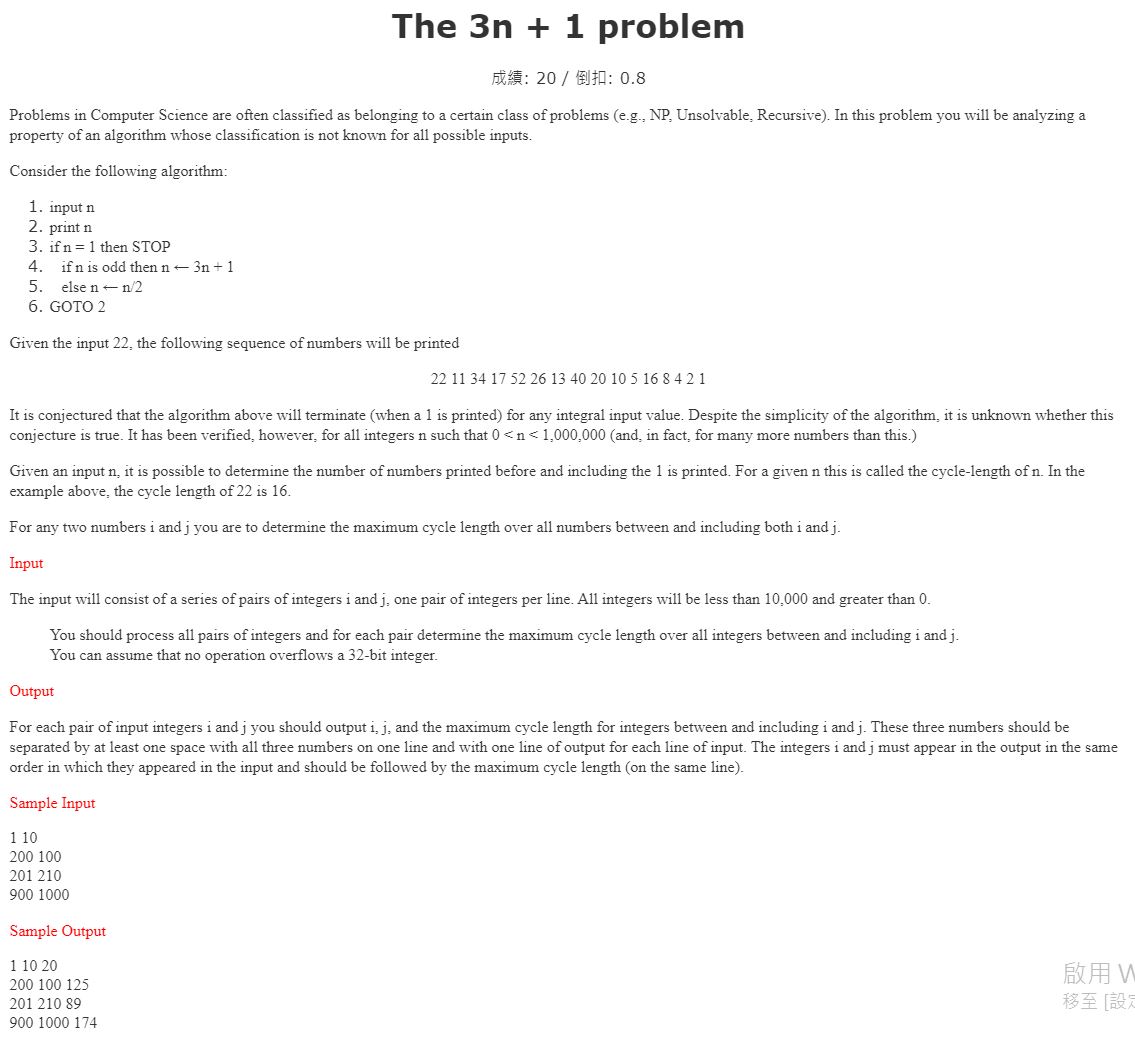 The 3n + 1 problem
成績: 20 / 倒扣: 0.8
Problems in Computer Science are often classified as belonging to a certain class of problems (e.g., NP, Unsolvable, Recursive). In this problem you will be analyzing a
property of an algorithm whose classification is not known for all possible inputs.
Consider the following algorithm:
1. input n
2. print n
3. if n = 1 then STOP
4. if n is odd then n ← 3n + 1
5. else n ← n/2
6. GOTO 2
Given the input 22, the following sequence of numbers will be printed
22 11 34 17 52 26 13 40 20 10 5 16 8 4 2 1
It is conjectured that the algorithm above will terminate (when a 1 is printed) for any integral input value. Despite the simplicity of the algorithm, it is unknown whether this
conjecture is true. It has been verified, however, for all integers n such that 0 < n < 1,000,000 (and, in fact, for many more numbers than this.)
Given an input n, it is possible to determine the number of numbers printed before and including the 1 is printed. For a given n this is called the cycle-length of n. In the
example above, the cycle length of 22 is 16.
For any two numbers i and j you are to determine the maximum cycle length over all numbers between and including both i and j.
Input
The input will consist of a series of pairs of integers i and j, one pair of integers per line. All integers will be less than 10,000 and greater than 0.
You should process all pairs of integers and for each pair determine the maximum cycle length over all integers between and including i and j.
You can assume that no operation overflows a 32-bit integer.
Output
For each pair of input integers i and j you should output i, j, and the maximum cycle length for integers between and including i and j. These three numbers should be
separated by at least one space with all three numbers on one line and with one line of output for each line of input. The integers i and j must appear in the output in the same
order in which they appeared in the input and should be followed by the maximum cycle length (on the same line).
Sample Input
1 10
200 100
201 210
900 1000
Sample Output
1 10 20
200 100 125
201 210 89
900 1000 174
啟用 W
移至 [設定